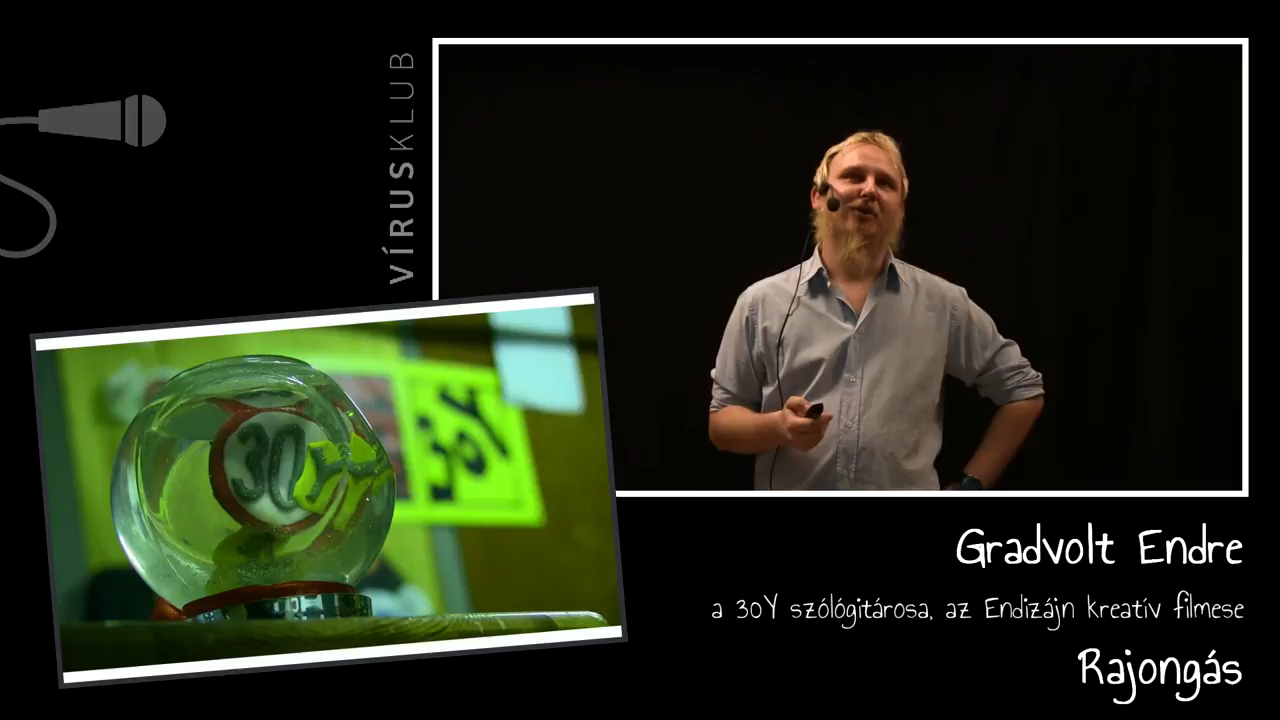 VÍRUSKLUB
30Y
30Y
Gradvolt Endre
a 30Y szólógitárosa, az Endizájn kreatív filmese
Rajongás